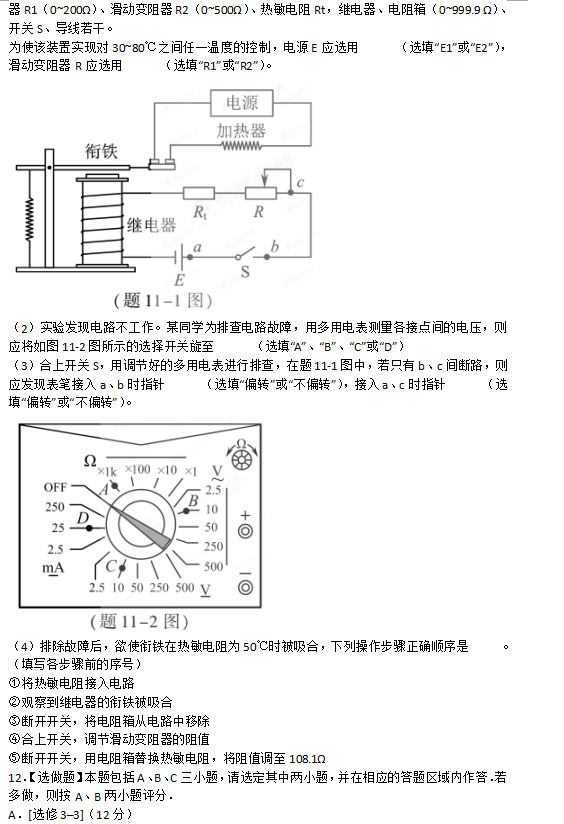 器 R1（0~200Ω）、滑动变阻器 R2（0~500Ω）、热敏电阻 Rt，继电器、电阻箱（0~999.9 Ω）、
开关 S、导线若干。
为使该装置实现对 30~80℃之间任一温度的控制，电源 E 应选用　　　（选填“E1”或“E2”），
滑动变阻器 R 应选用　　　（选填“R1”或“R2”）。
电源
加热器
衔铁
c
Rt
R
继电器
a
b
E
S
（题11-1 图）
（2）实验发现电路不工作。某同学为排查电路故障，用多用电表测量各接点间的电压，则
应将如图 11-2 图所示的选择开关旋至　　　（选填“A”、“B”、“C”或“D”）
（3）合上开关 S，用调节好的多用电表进行排查，在题 11-1 图中，若只有 b、c 间断路，则
应发现表笔接入 a、b 时指针　　　（选填“偏转”或“不偏转”），接入 a、c 时指针　　　（选
填“偏转”或“不偏转”）。
Ω
Ω ×1k ×100 ×10 ×1 V
~
OFF A 2.5
250 B 10
25 D 50 +
2.5 250
mA C 500 −
2.5 10 50 250 500 V
（题11-2 图）
（4）排除故障后，欲使衔铁在热敏电阻为 50℃时被吸合，下列操作步骤正确顺序是　　　。
（填写各步骤前的序号）
①将热敏电阻接入电路
②观察到继电器的衔铁被吸合
③断开开关，将电阻箱从电路中移除
④合上开关，调节滑动变阻器的阻值
⑤断开开关，用电阻箱替换热敏电阻，将阻值调至 108.1Ω
12.【选做题】本题包括 A、B、C 三小题，请选定其中两小题，并在相应的答题区域内作答．若
多做，则按 A、B 两小题评分．
A．[选修 3–3]（12 分）